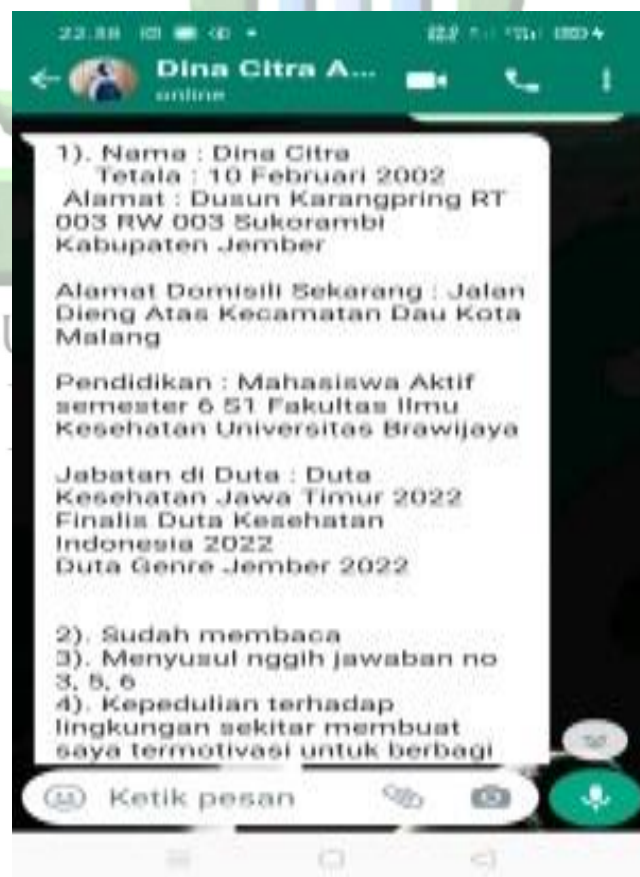 22.88
Dina Citra A...
online
1). Nama : Dina Citra
Tetala : 10 Februari 2002
Alamat : Dusun Karangpring RT
003 RW 003 Sukorambi
Kabupaten Jember
Alamat Domisili Sekarang : Jalan
Dieng Atas Kecamatan Dau Kota
Malang
Pendidikan : Mahasiswa Aktif
semester 6 S1 Fakultas Ilmu
Kesehatan Universitas Brawijaya
Jabatan di Duta : Duta
Kesehatan Jawa Timur 2022
Finalis Duta Kesehatan
Indonesia 2022
Duta Genre Jember 2022
2). Sudah membaca
3). Menyusul nggih jawaban no
3, 5, 6
4). Kepedulian terhadap
lingkungan sekitar membuat
saya termotivasi untuk berbagi
Ketik pesan